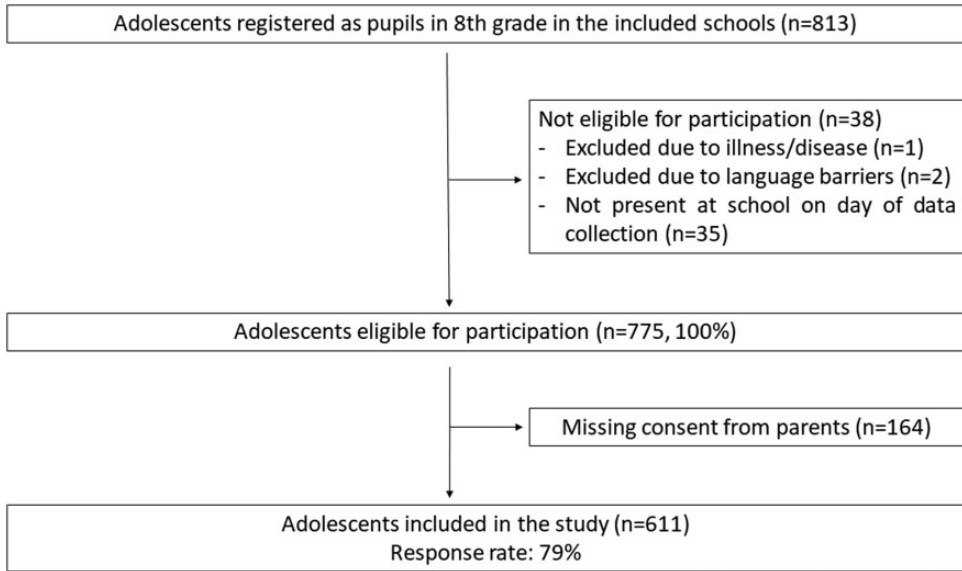 Adolescents registered as pupils in 8th grade in the included schools (n=813)
Not eligible for participation (n=38)
- Excluded due to illness/disease (n=1)
- Excluded due to language barriers (n=2)
- Not present at school on day of data
collection (n=35)
Adolescents eligible for participation (n=775, 100%)
Missing consent from parents (n=164)
Adolescents included in the study (n=611)
Response rate: 79%